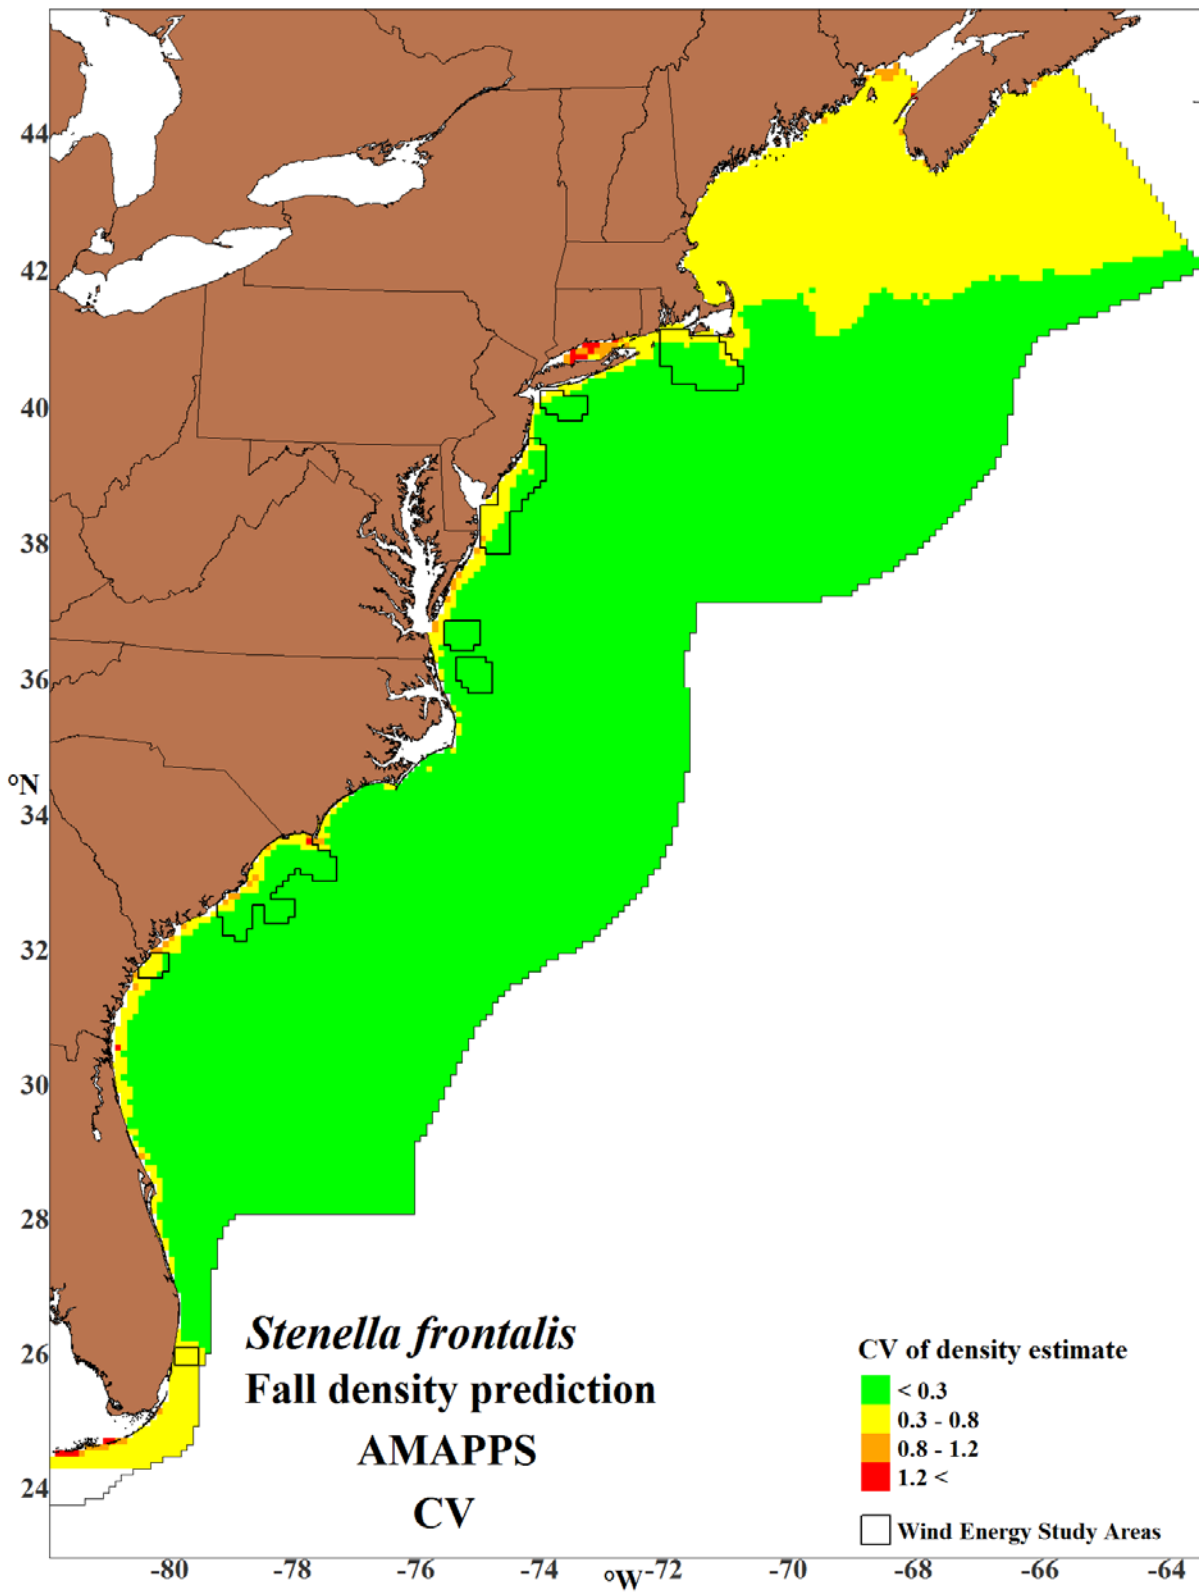 44
42
40
38
36
°N
34
32
30
28
26
24
Stenella frontalis
Fall density prediction
AMAPPS
CV
CV of density estimate
< 0.3
0.3 - 0.8
0.8 - 1.2
1.2 <
Wind Energy Study Areas
-80 -78 -76 -74 °W -72 -70 -68 -66 -64